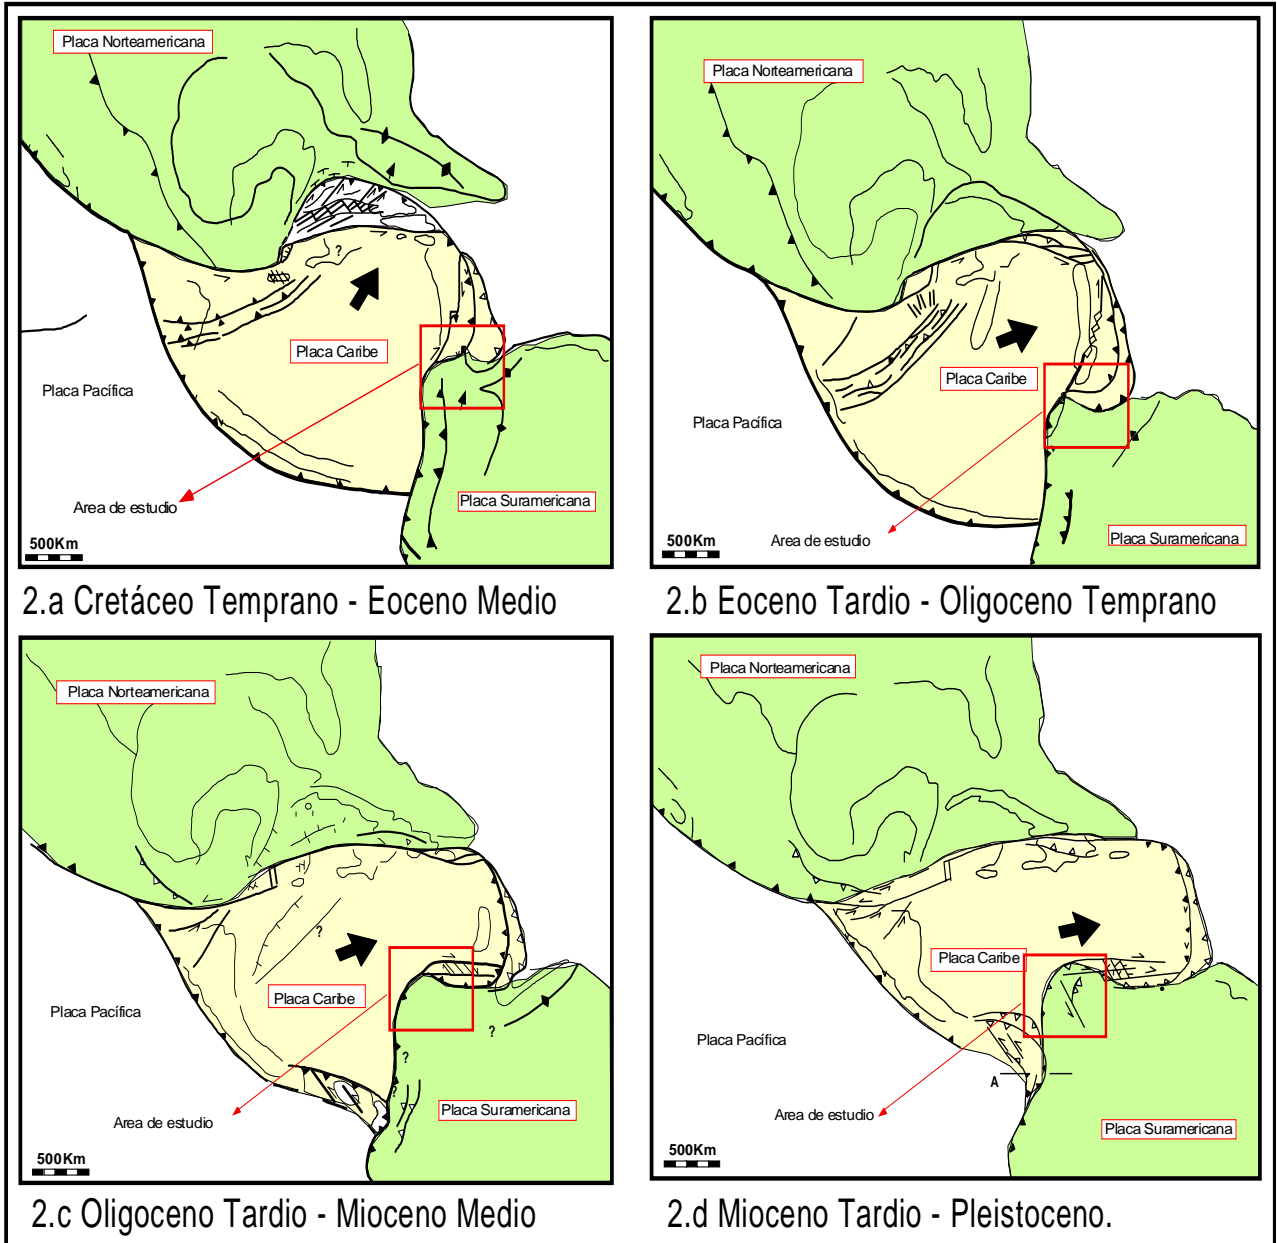 Placa Norteamericana
?
Placa Caribe
Placa Pacífica
Area de estudio
Placa Suramericana
500Km
2.a Cretáceo Temprano - Eoceno Medio
Placa Norteamericana
Placa Caribe
Placa Pacífica
Area de estudio
Placa Suramericana
500Km
2.b Eoceno Tardio - Oligoceno Temprano
Placa Norteamericana
?
Placa Caribe
Placa Pacífica
?
?
?
Area de estudio
Placa Suramericana
500Km
2.c Oligoceno Tardio - Mioceno Medio
Placa Norteamericana
Placa Caribe
Placa Pacífica
A
Area de estudio
Placa Suramericana
500Km
2.d Mioceno Tardio - Pleistoceno.